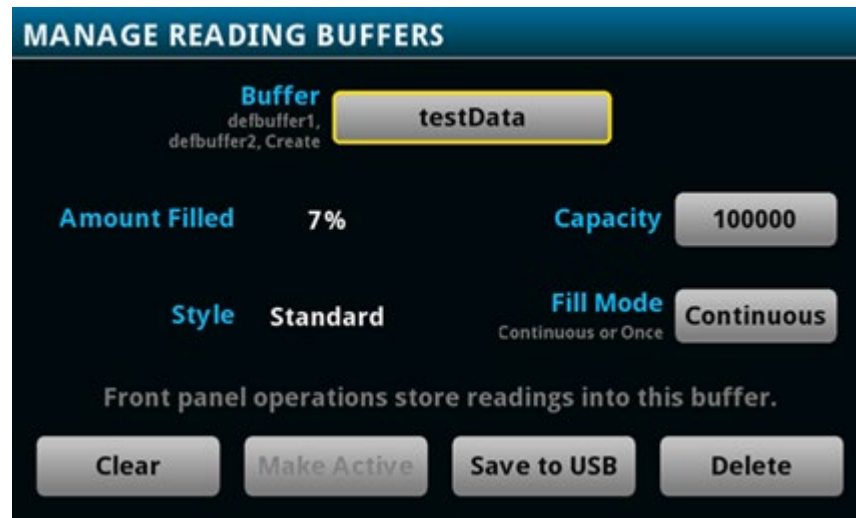 MANAGE READING BUFFERS
Buffer
defbuffer1,
defbuffer2, Create
testData
Amount Filled 7% Capacity 100000
Style Standard Fill Mode
Continuous or Once
Continuous
Front panel operations store readings into this buffer.
Clear Make Active Save to USB Delete